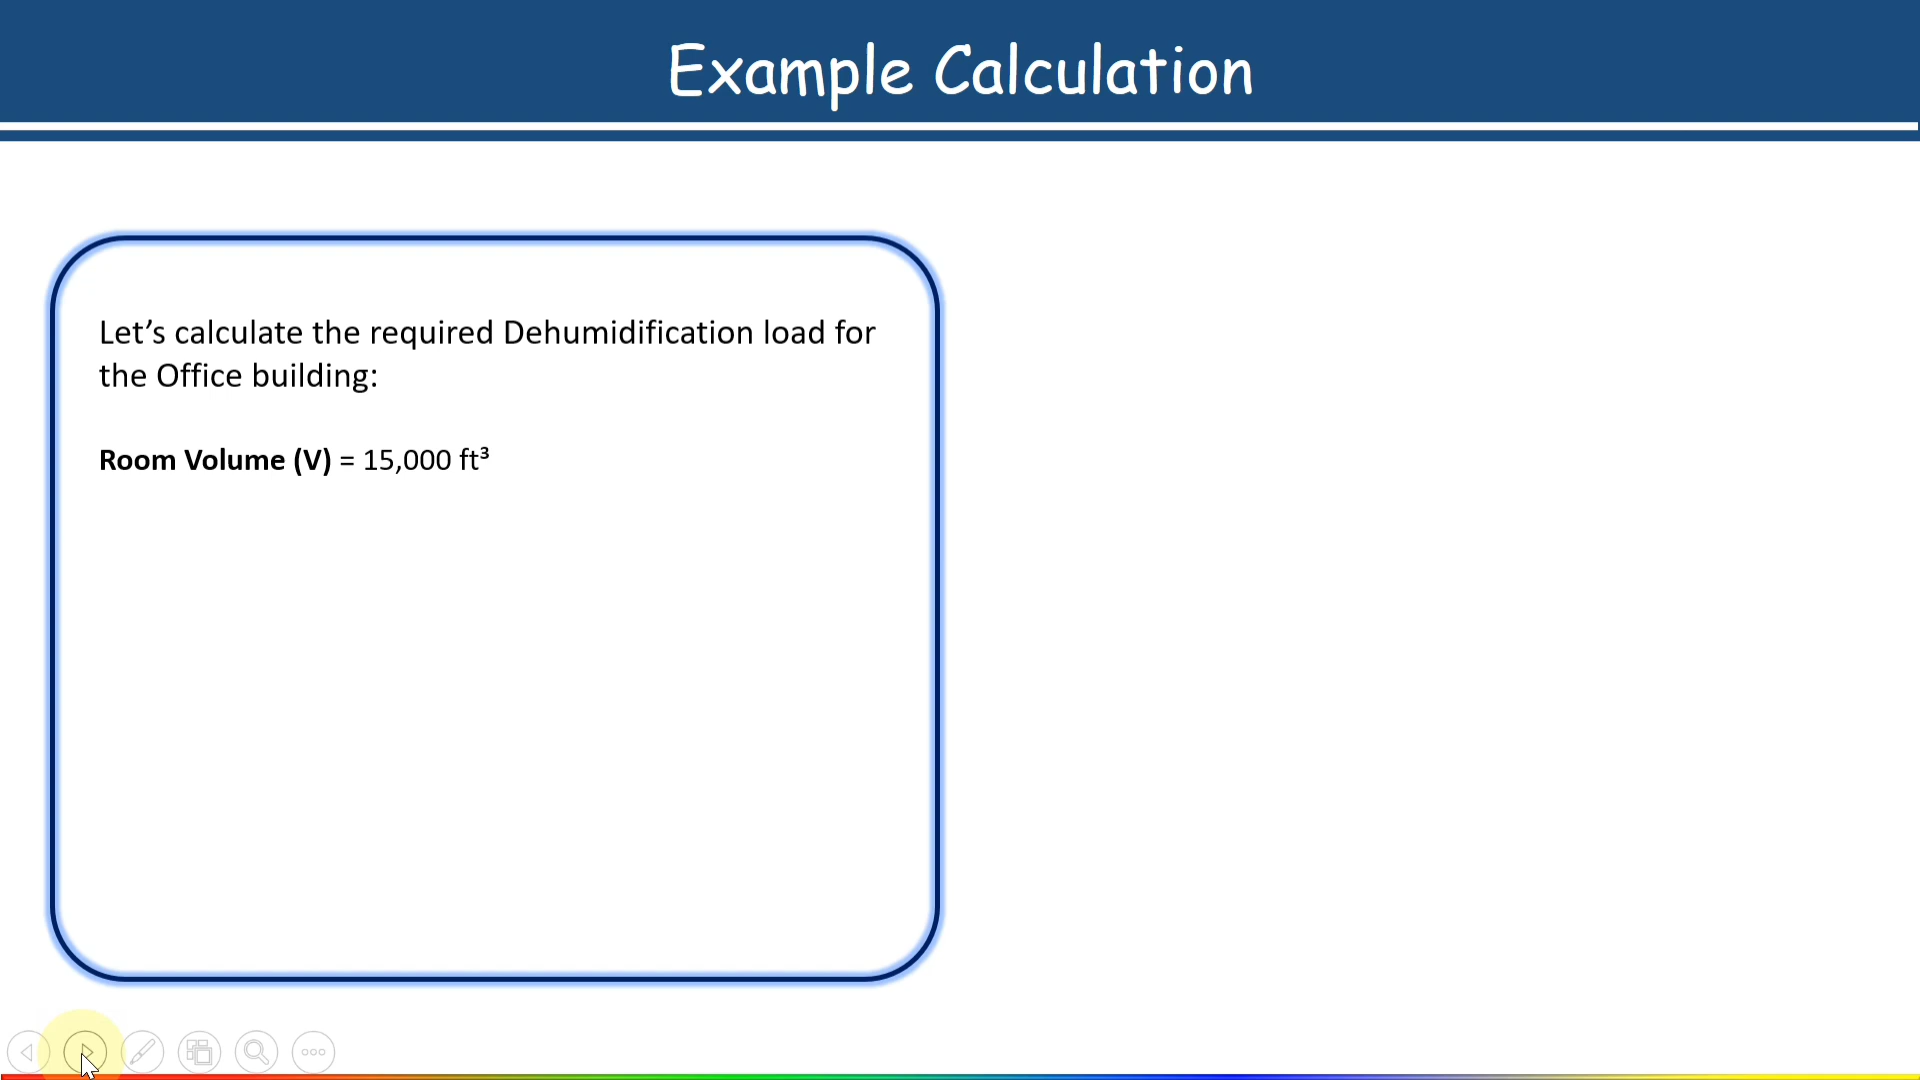 Example Calculation
Let’s calculate the required Dehumidification load for
the Office building:
Room Volume (V) = 15,000 ft³